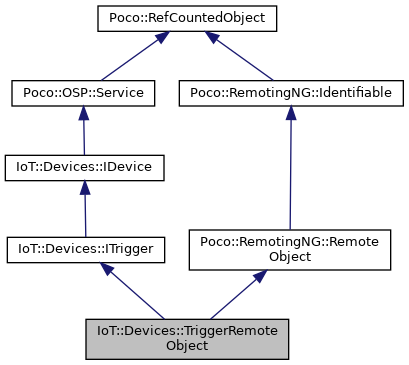 Poco::RefCountedObject
Poco::OSP::Service
Poco::RemotingNG::Identifiable
IoT::Devices::IDevice
IoT::Devices::ITrigger
Poco::RemotingNG::Remote
Object
IoT::Devices::TriggerRemote
Object